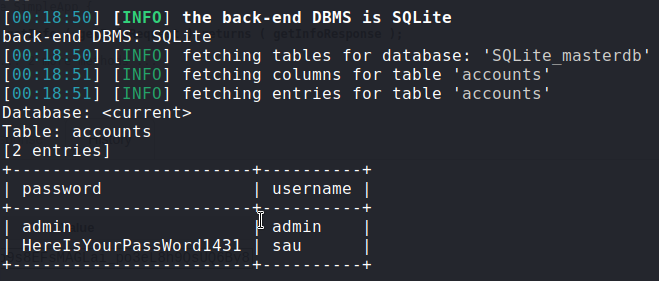 [00:18:50] [INFO] the back-end DBMS is SQLite
back-end DBMS: SQLite
[00:18:50] [INFO] fetching tables for database: 'SQLite_masterdb'
[00:18:51] [INFO] fetching columns for table 'accounts'
[00:18:51] [INFO] fetching entries for table 'accounts'
Database: <current>
Table: accounts
[2 entries]
+------------------------+----------+
| password               | username |
+------------------------+----------+
| admin                  | admin    |
| HereIsYourPassWord1431 | sau      |
+------------------------+----------+